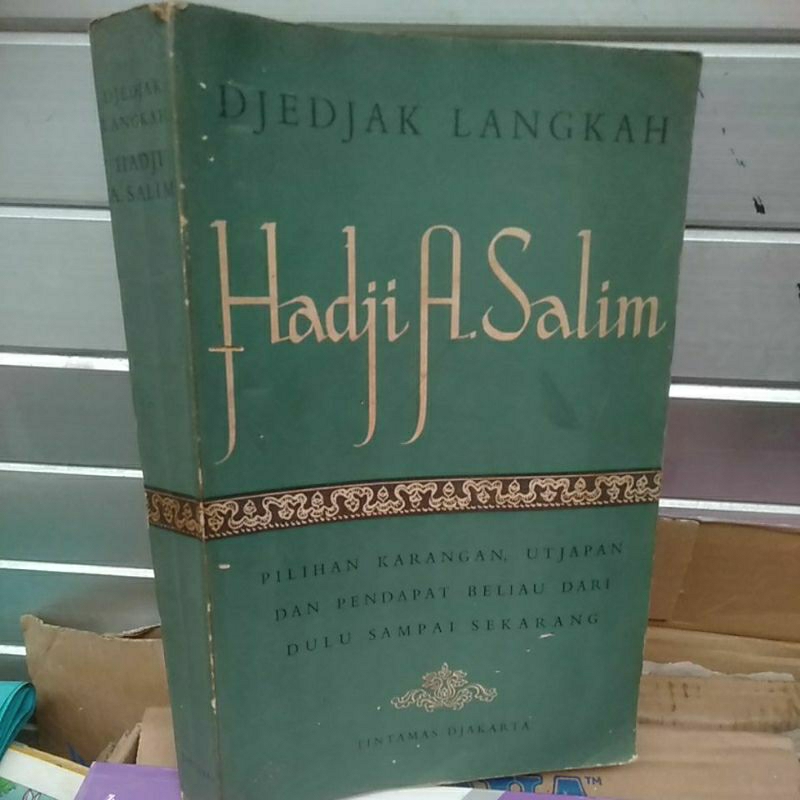 DJEDJAK
LANGKAH
HADJI
A. SALIM
DJEDJAK LANGKAH
Hadji A. Salim
PILIHAN KARANGAN, UTJAPAN
DAN PENDAPAT BELIAU DARI
DULU SAMPAI SEKARANG
TINTAMAS DJAKARTA